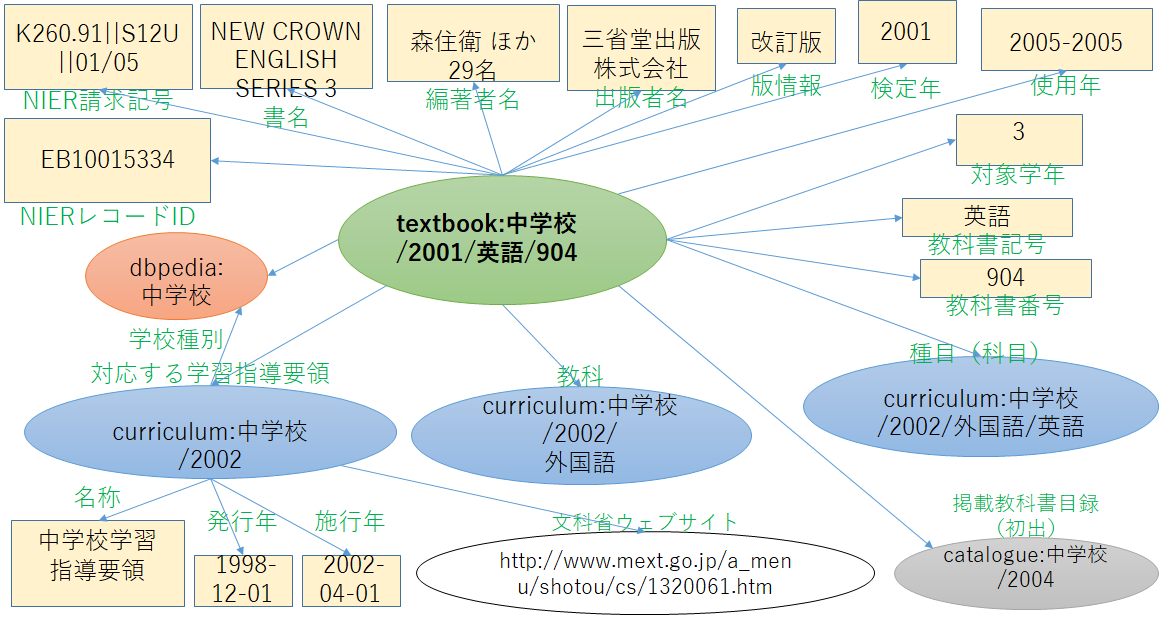 K260.91||S12U
||01/05
NIER請求記号
NEW CROWN
ENGLISH
SERIES 3
書名
森住衛 ほか
29名
編著者名
三省堂出版
株式会社
出版者名
改訂版
版情報
2001
検定年
2005-2005
使用年
EB10015334
NIERレコードID
3
対象学年
textbook:中学校
/2001/英語/904
英語
教科書記号
dbpedia:
中学校
904
教科書番号
学校種別
対応する学習指導要領
教科
種目（科目）
curriculum:中学校
/2002
curriculum:中学校
/2002/
外国語
curriculum:中学校
/2002/外国語/英語
名称
発行年
施行年
文科省ウェブサイト
掲載教科書目録
（初出）
中学校学習
指導要領
1998-
12-01
2002-
04-01
http://www.mext.go.jp/a_men
u/shotou/cs/1320061.htm
catalogue:中学校
/2004